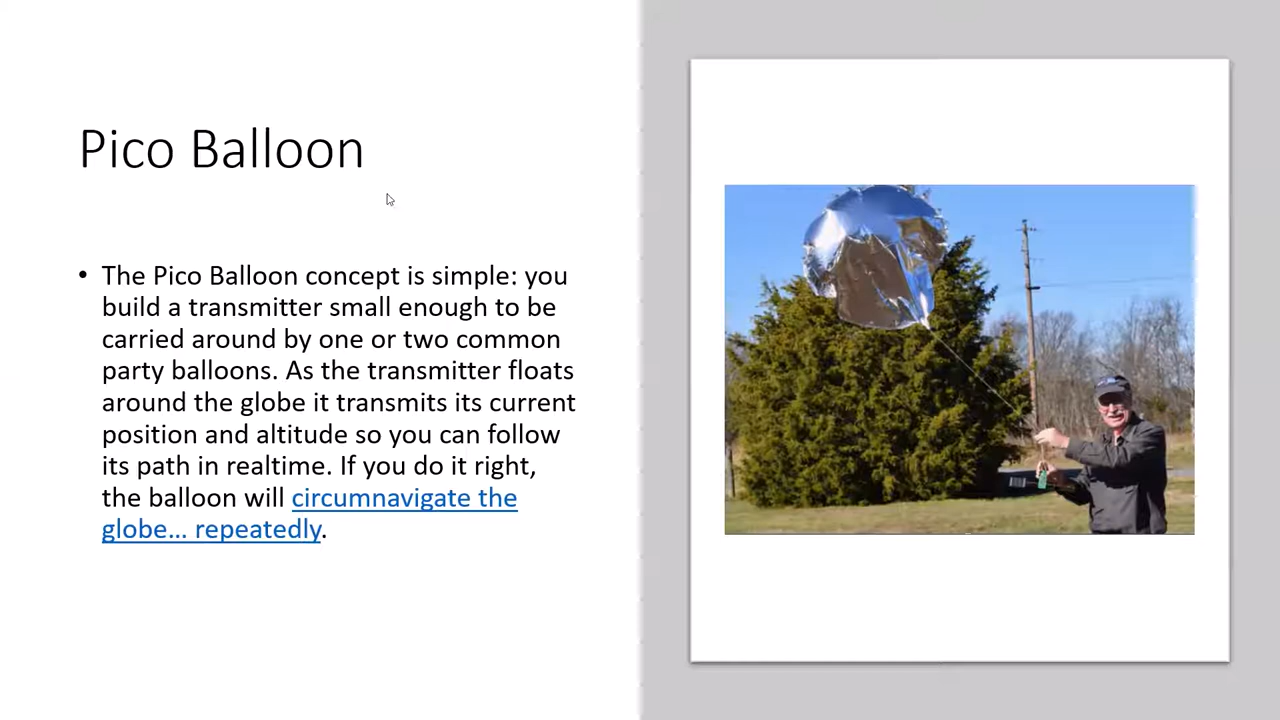 Pico Balloon
• The Pico Balloon concept is simple: you
build a transmitter small enough to be
carried around by one or two common
party balloons. As the transmitter floats
around the globe it transmits its current
position and altitude so you can follow
its path in realtime. If you do it right,
the balloon will circumnavigate the
globe… repeatedly.